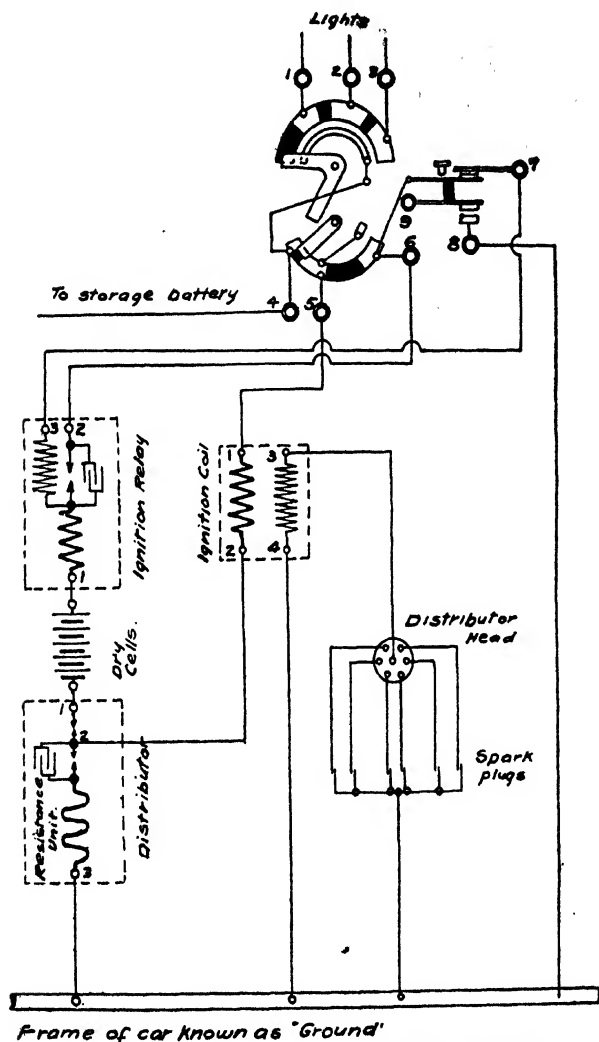 Lights
1 2 3
7
9
8
6
To storage battery
4 5
3 2
Ignition Relay
1
Dry
Cells.
1
2
Resistance
Unit.
Distributor
3
1 3
Ignition Coil
2 4
Distributor
Head
Spark
plugs
Frame of car known as "Ground"